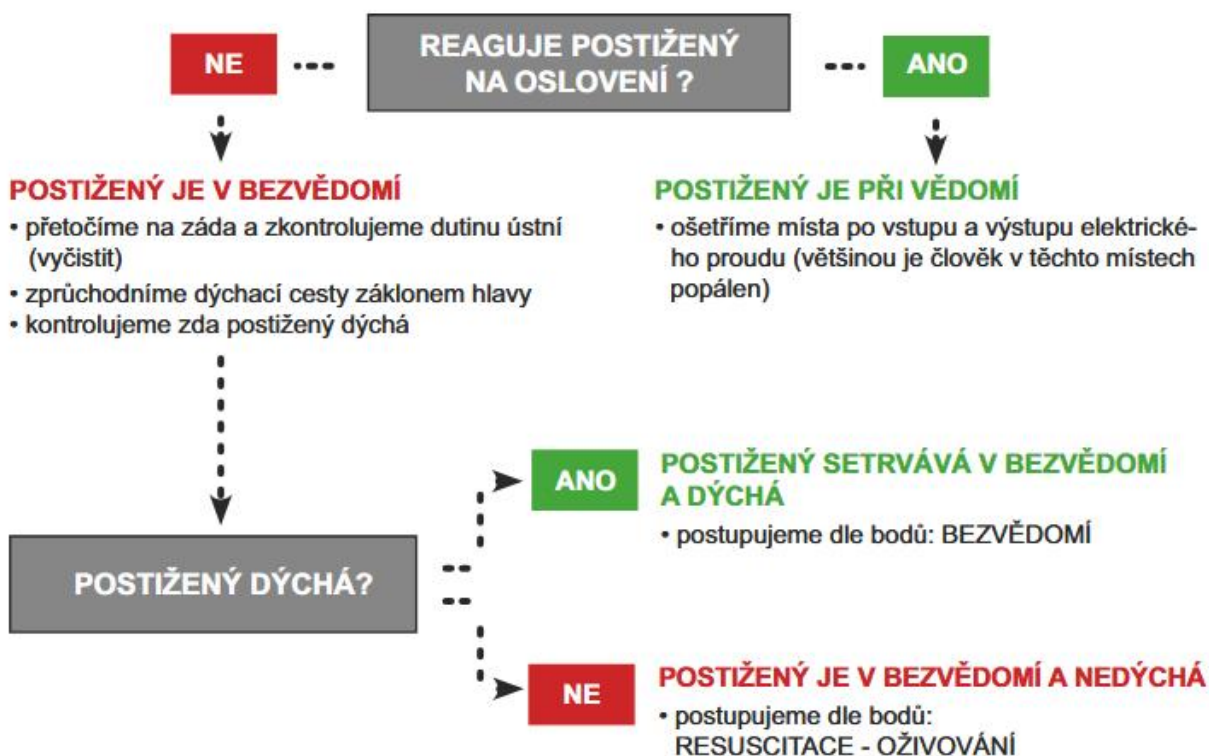 NE
REAGUJE POSTIŽENÝ
NA OSLOVENÍ ?
ANO
POSTIŽENÝ JE V BEZVĚDOMÍ
• přetočíme na záda a zkontrolujeme dutinu ústní
(vyčistit)
• zprůchodníme dýchací cesty záklonem hlavy
• kontrolujeme zda postižený dýchá
POSTIŽENÝ JE PŘI VĚDOMÍ
• ošetříme místa po vstupu a výstupu elektrické-
ho proudu (většinou je člověk v těchto místech
popálen)
POSTIŽENÝ DÝCHÁ?
ANO
POSTIŽENÝ SETRVÁVÁ V BEZVĚDOMÍ
A DÝCHÁ
• postupujeme dle bodů: BEZVĚDOMÍ
NE
POSTIŽENÝ JE V BEZVĚDOMÍ A NEDÝCHÁ
• postupujeme dle bodů:
RESUSCITACE - OŽIVOVÁNÍ